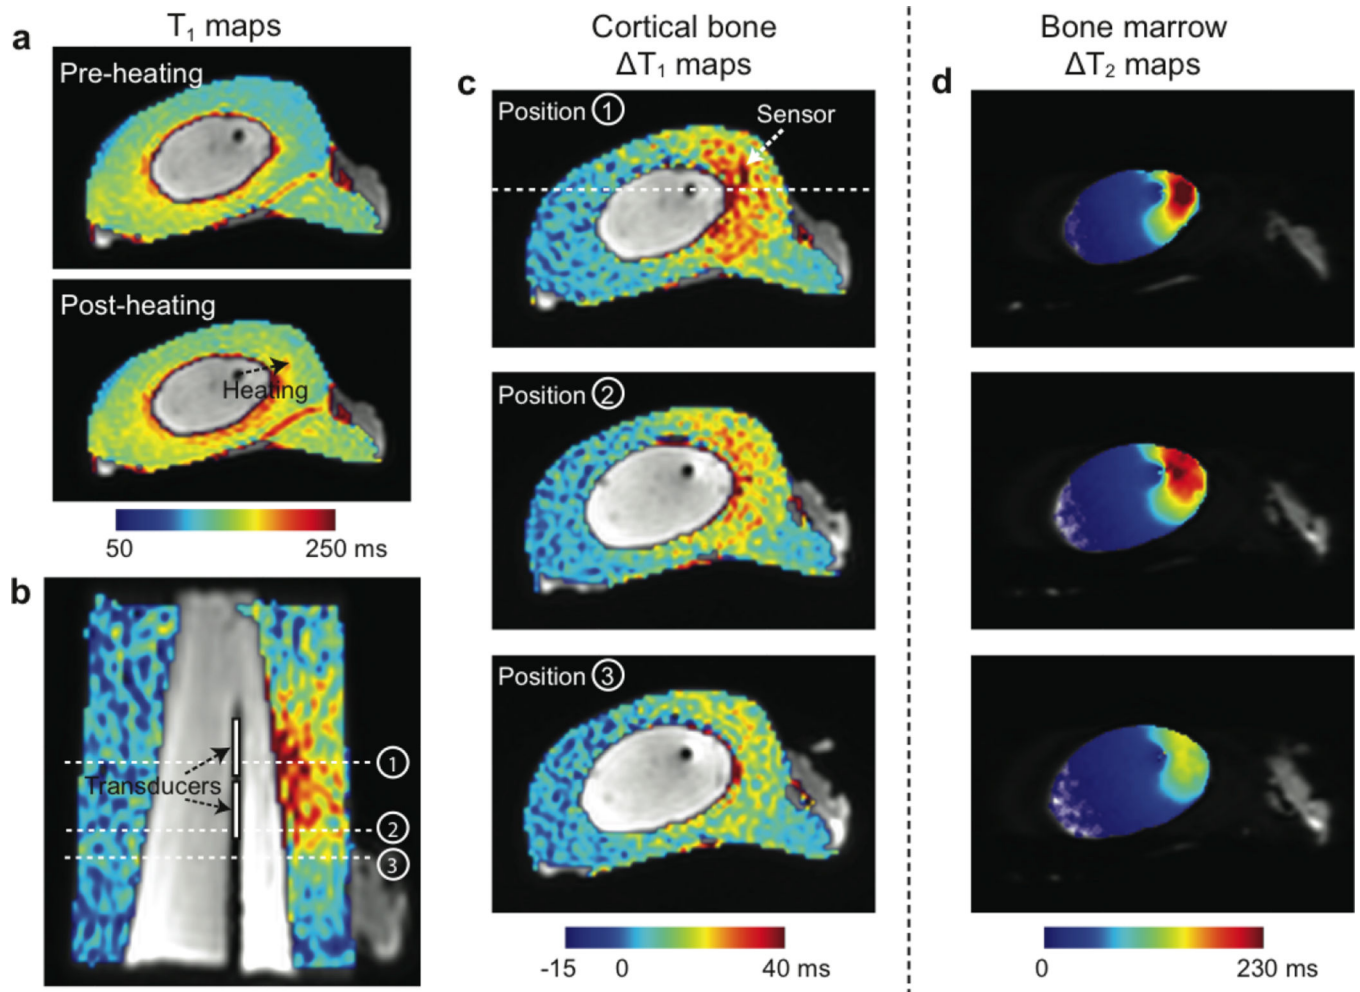 a
T₁ maps
Pre-heating
Post-heating
Heating
50
250 ms
b
Transducers
1
2
3
Cortical bone
ΔT₁ maps
c
Position 1
Sensor
Position 2
Position 3
-15
0
40 ms
Bone marrow
ΔT₂ maps
d
0
230 ms